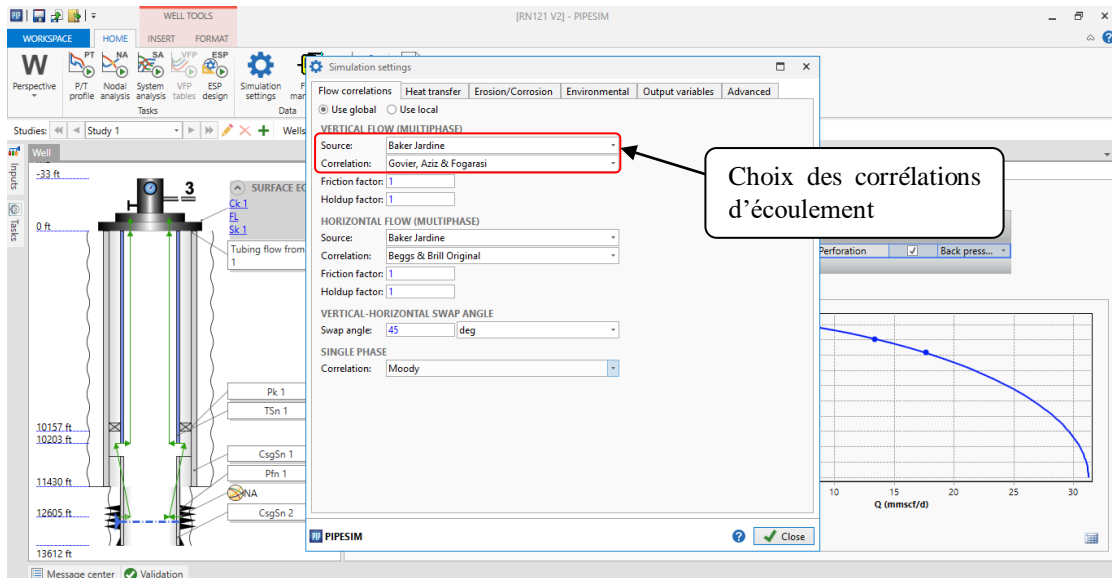 PIP
WELL TOOLS
[RN121 V2] - PIPESIM
WORKSPACE HOME INSERT FORMAT
W PT NA SA VFP ESP
Perspective P/T profile Nodal analysis System analysis VFP tables ESP design Simulation settings
Tasks Data
Studies: Study 1 Wells
Inputs
Tasks
Well
-33 ft
3
SURFACE EQ
Ck 1
FL
Sk 1
0 ft
Tubing flow from
1
Pk 1
TSn 1
10157 ft
10203 ft
CsgSn 1
Pfn 1
11430 ft
NA
12605 ft
CsgSn 2
13612 ft
Simulation settings
Flow correlations Heat transfer Erosion/Corrosion Environmental Output variables Advanced
Use global Use local
VERTICAL FLOW (MULTIPHASE)
Source: Baker Jardine
Correlation: Govier, Aziz & Fogarasi
Friction factor: 1
Holdup factor: 1
HORIZONTAL FLOW (MULTIPHASE)
Source: Baker Jardine
Correlation: Beggs & Brill Original
Friction factor: 1
Holdup factor: 1
VERTICAL-HORIZONTAL SWAP ANGLE
Swap angle: 45 deg
SINGLE PHASE
Correlation: Moody
PIP PIPESIM
Close
Choix des corrélations
d’écoulement
Perforation Back press...
10 15 20 25 30
Q (mmscf/d)
Message center Validation